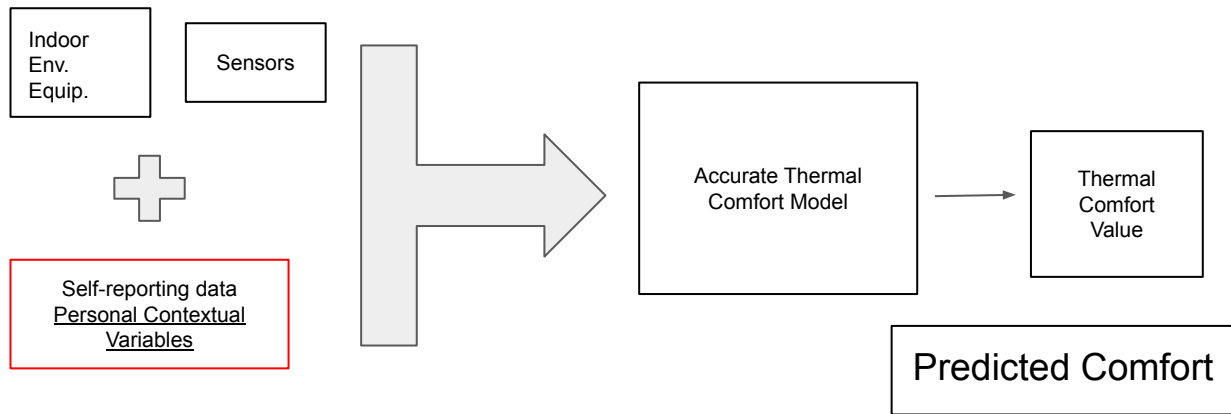 Indoor
Env.
Equip.
Sensors
Self-reporting data
Personal Contextual
Variables
Accurate Thermal
Comfort Model
Thermal
Comfort
Value
Predicted Comfort